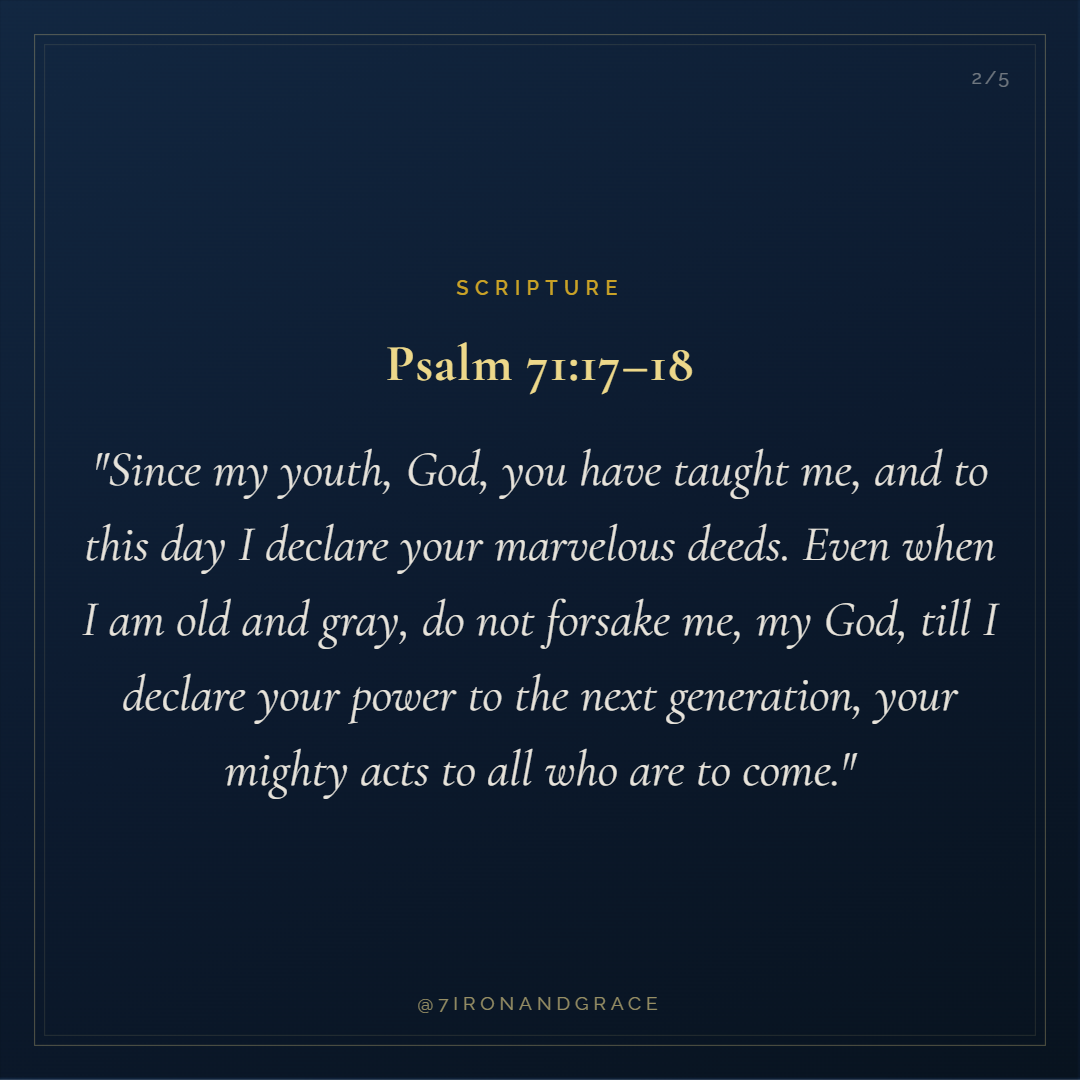 2/5
SCRIPTURE
Psalm 71:17–18
"Since my youth, God, you have taught me, and to
this day I declare your marvelous deeds. Even when
I am old and gray, do not forsake me, my God, till I
declare your power to the next generation, your
mighty acts to all who are to come."
@7IRONANDGRACE